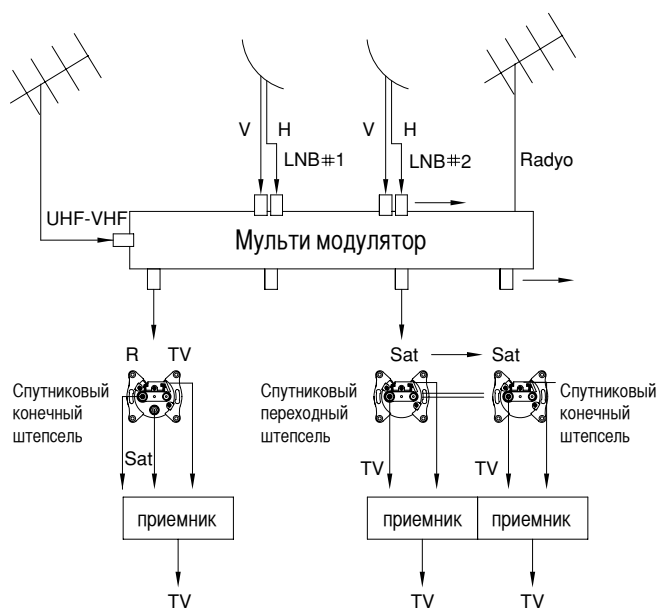 V H
LNB#1
V H
LNB#2
Radyo
UHF-VHF
Мульти модулятор
R TV
Sat
Sat
Спутниковый
конечный
штепсель
Спутниковый
переходный
штепсель
Спутниковый
конечный
штепсель
Sat
TV
TV
приемник
приемник
приемник
TV
TV
TV